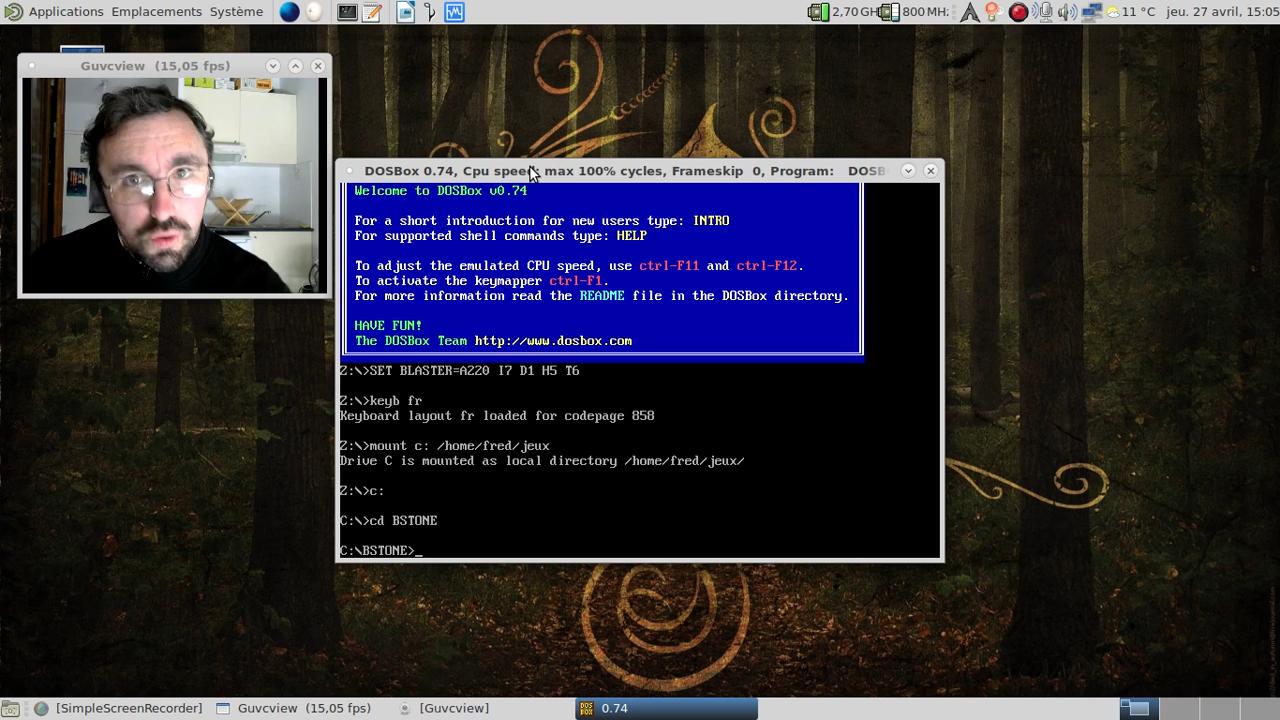 Applications Emplacements Système
2,70 GH 800 MHz 11 °C jeu. 27 avril, 15:05
Guvcview (15,05 fps)
DOSBox 0.74, Cpu speed: max 100% cycles, Frameskip 0, Program: DOSB
Welcome to DOSBox v0.74
For a short introduction for new users type: INTRO
For supported shell commands type: HELP
To adjust the emulated CPU speed, use ctrl-F11 and ctrl-F12.
To activate the keymapper ctrl-F1.
For more information read the README file in the DOSBox directory.
HAVE FUN!
The DOSBox Team http://www.dosbox.com
Z:\>SET BLASTER=A220 I7 D1 H5 T6
Z:\>keyb fr
Keyboard layout fr loaded for codepage 858
Z:\>mount c: /home/fred/jeux
Drive C is mounted as local directory /home/fred/jeux/
Z:\>c:
C:\>cd BSTONE
C:\BSTONE>_
[SimpleScreenRecorder] Guvcview (15,05 fps) [Guvcview] DOS BOX 0.74